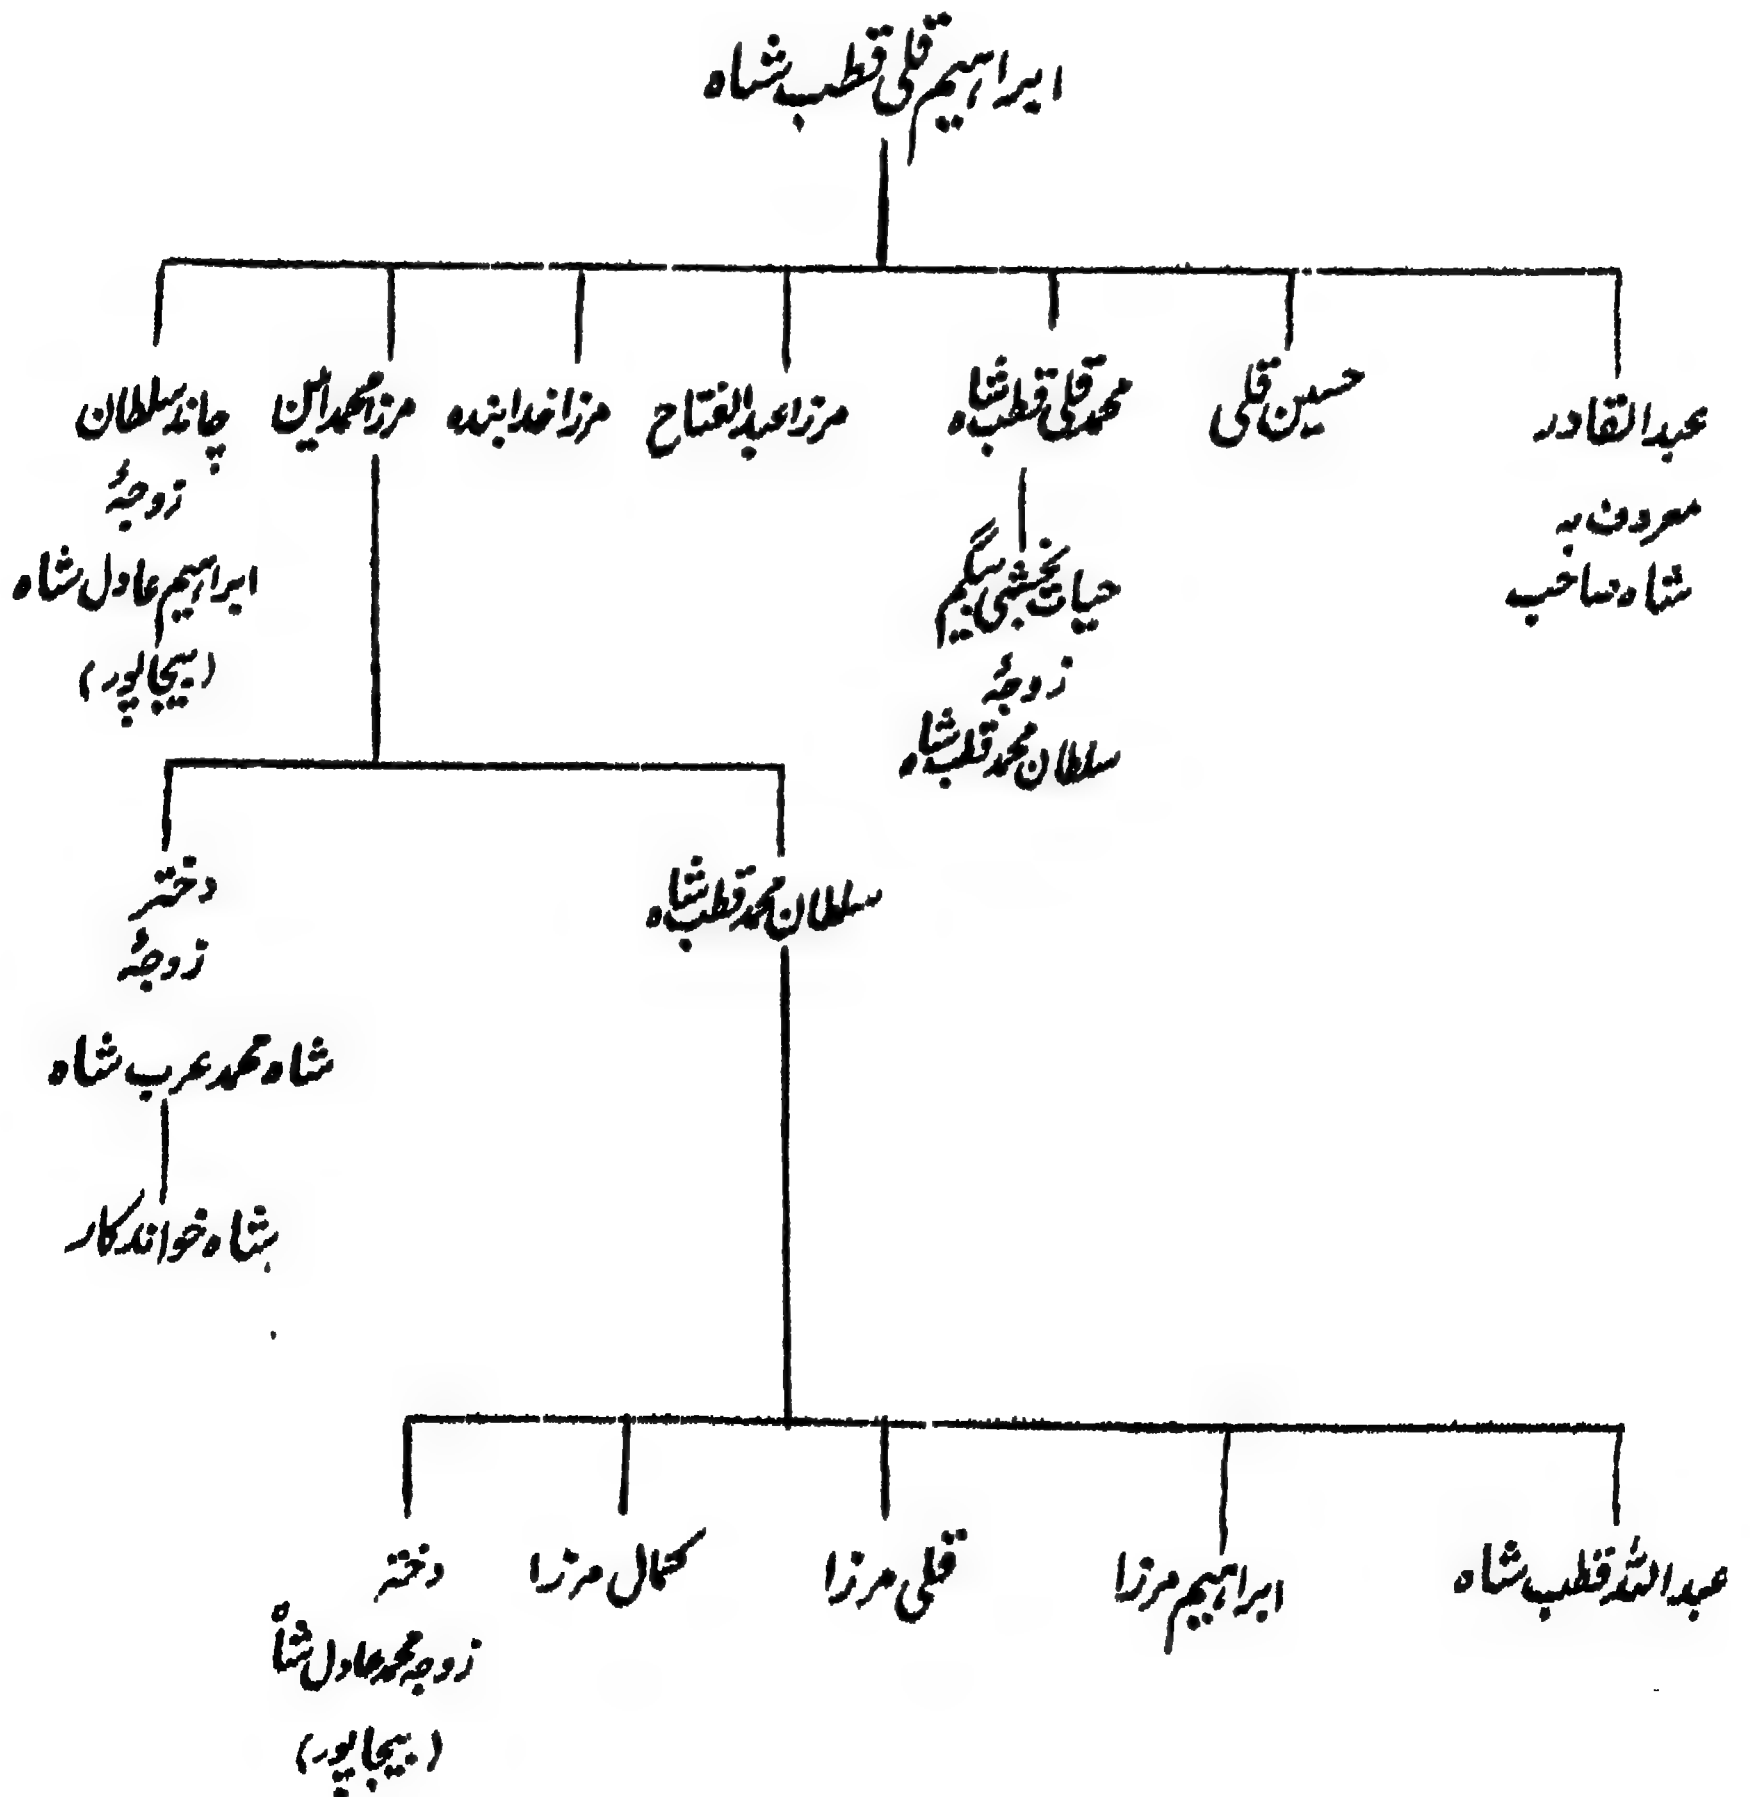 ابراہیم قلی قطب شاہ
عبدالقادر
معروف بہ
شاہ صاحب
حسین قلی
محمد قلی قطب شاہ
حیات بخشی بیگم
زوجۂ
سلطان محمد قطب شاہ
مرزا عبدالفتاح
مرزا خدابندہ
مرزا محمد امین
چاند سلطان
زوجۂ
ابراہیم عادل شاہ
(بیجاپور)
سلطان محمد قطب شاہ
دختر
زوجۂ
شاہ محمد عرب شاہ
شاہ خواندکار
عبداللہ قطب شاہ
ابراہیم مرزا
قلی مرزا
کمال مرزا
دختر
زوجہ محمد عادل شاہ
(بیجاپور)